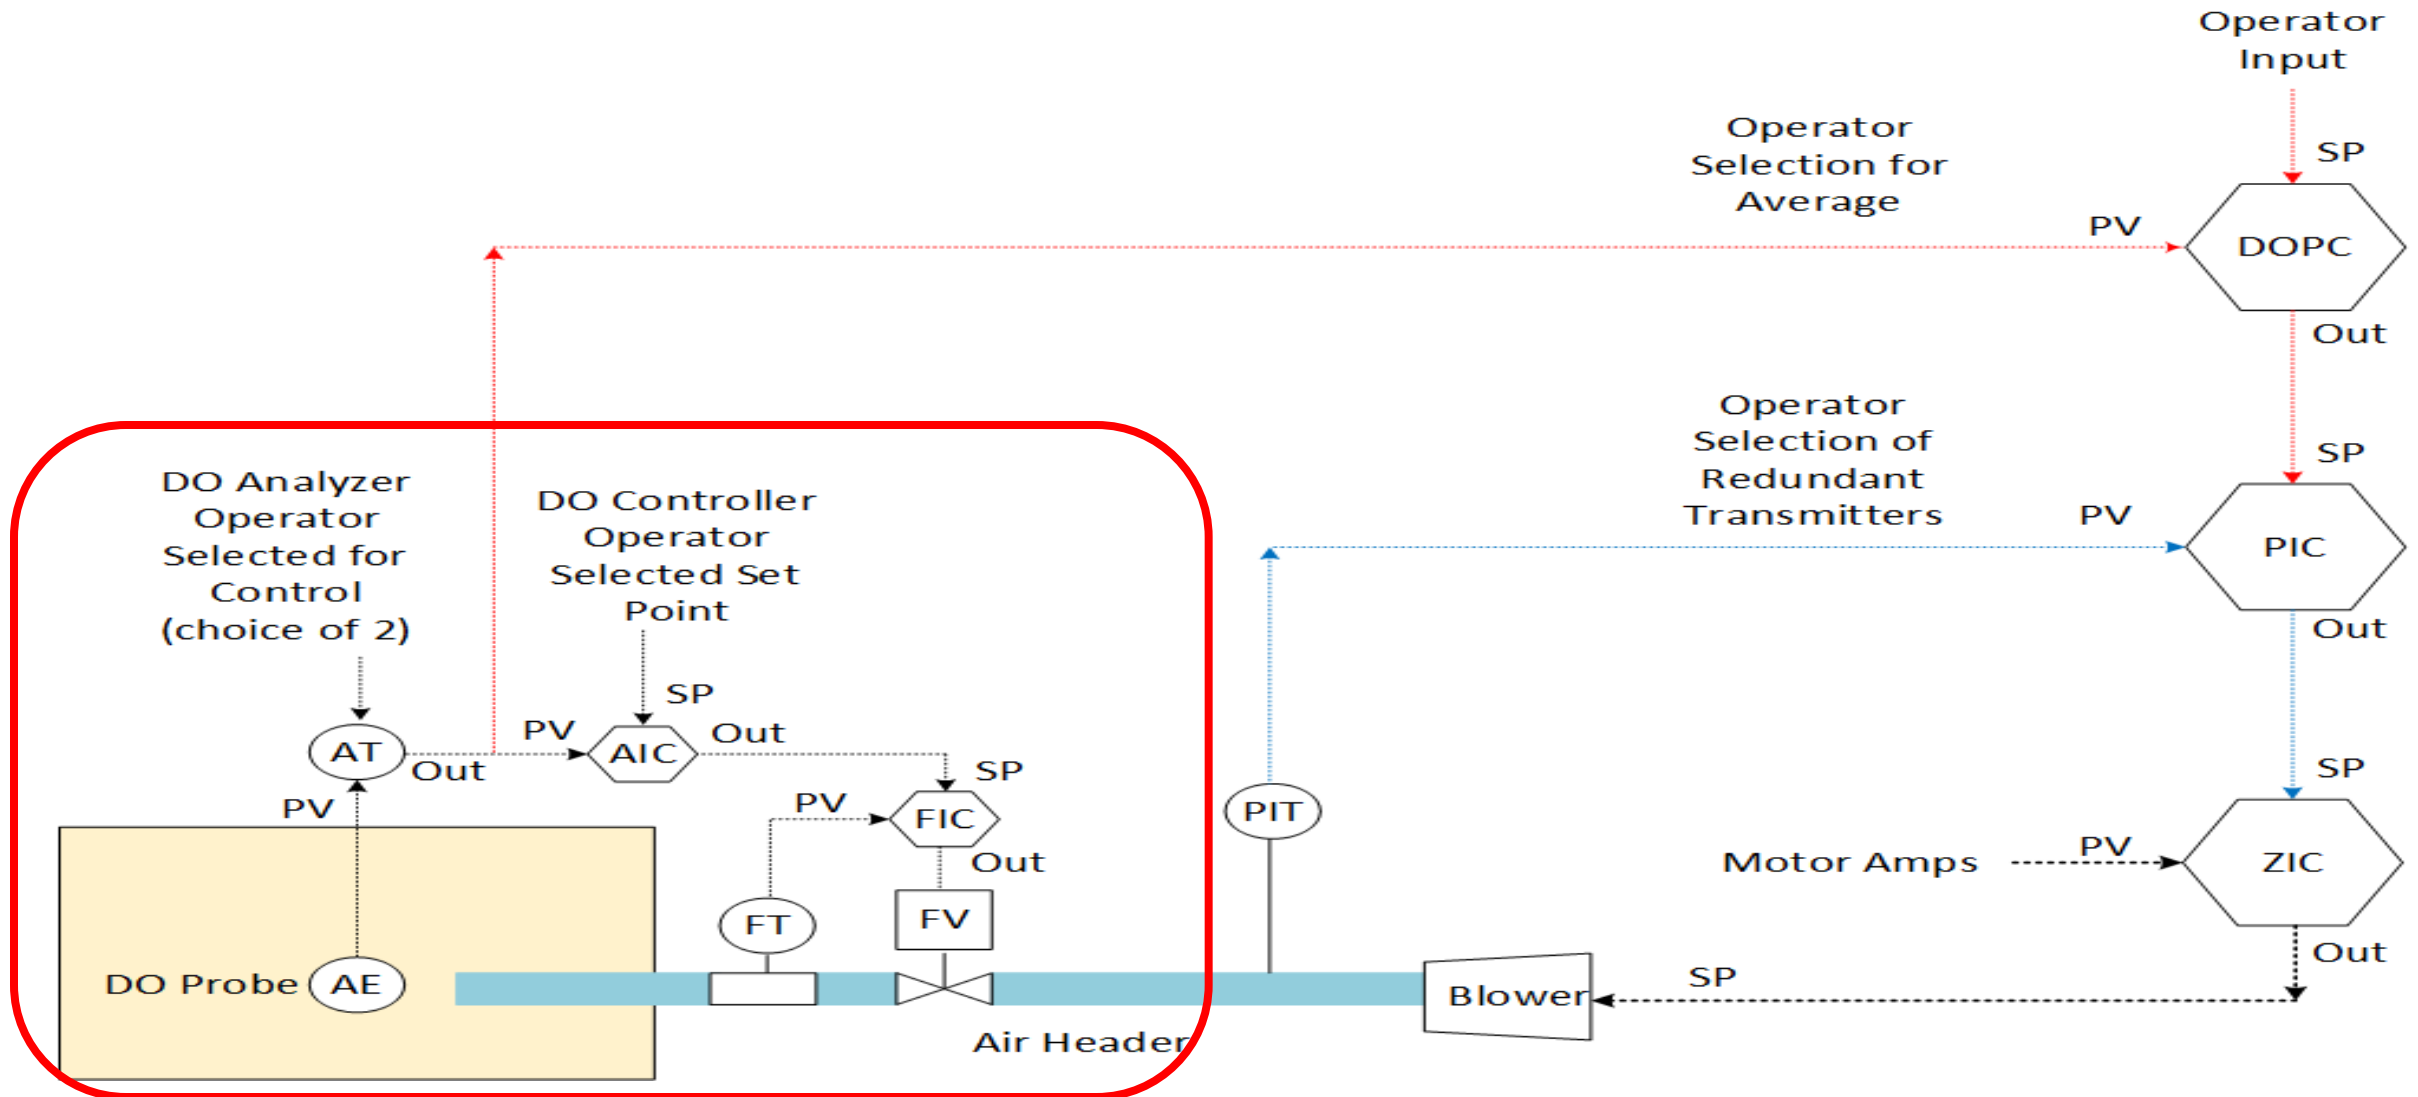 Operator
Input
SP
Operator
Selection for
Average
PV
DOPC
Out
Operator
Selection of
Redundant
Transmitters
SP
PV
PIC
Out
DO Analyzer
Operator
Selected for
Control
(choice of 2)
DO Controller
Operator
Selected Set
Point
SP
AT
Out
PV
AIC
Out
SP
PV
PV
FIC
Out
PIT
SP
Motor Amps
PV
ZIC
Out
FT
FV
DO Probe
AE
Air Header
Blower
SP